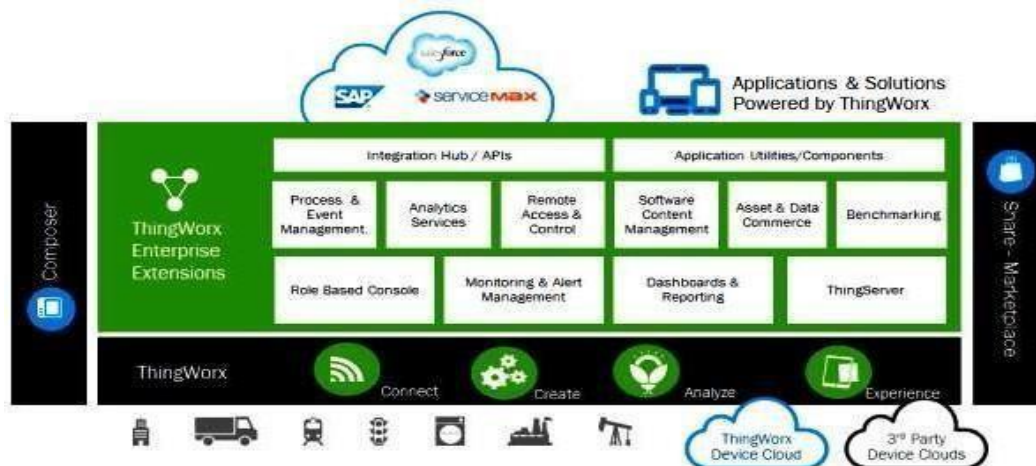 salesforce
SAP
serviceMAX
Applications & Solutions
Powered by ThingWorx
Composer
ThingWorx
Enterprise
Extensions
Integration Hub / APIs
Application Utilities/Components
Process &
Event
Management.
Analytics
Services
Remote
Access &
Control
Software
Content
Management
Asset & Data
Commerce
Benchmarking
Role Based Console
Monitoring & Alert
Management
Dashboards &
Reporting
ThingServer
Share - Marketplace
ThingWorx
Connect
Create
Analyze
Experience
ThingWorx
Device Cloud
3rd Party
Device Clouds